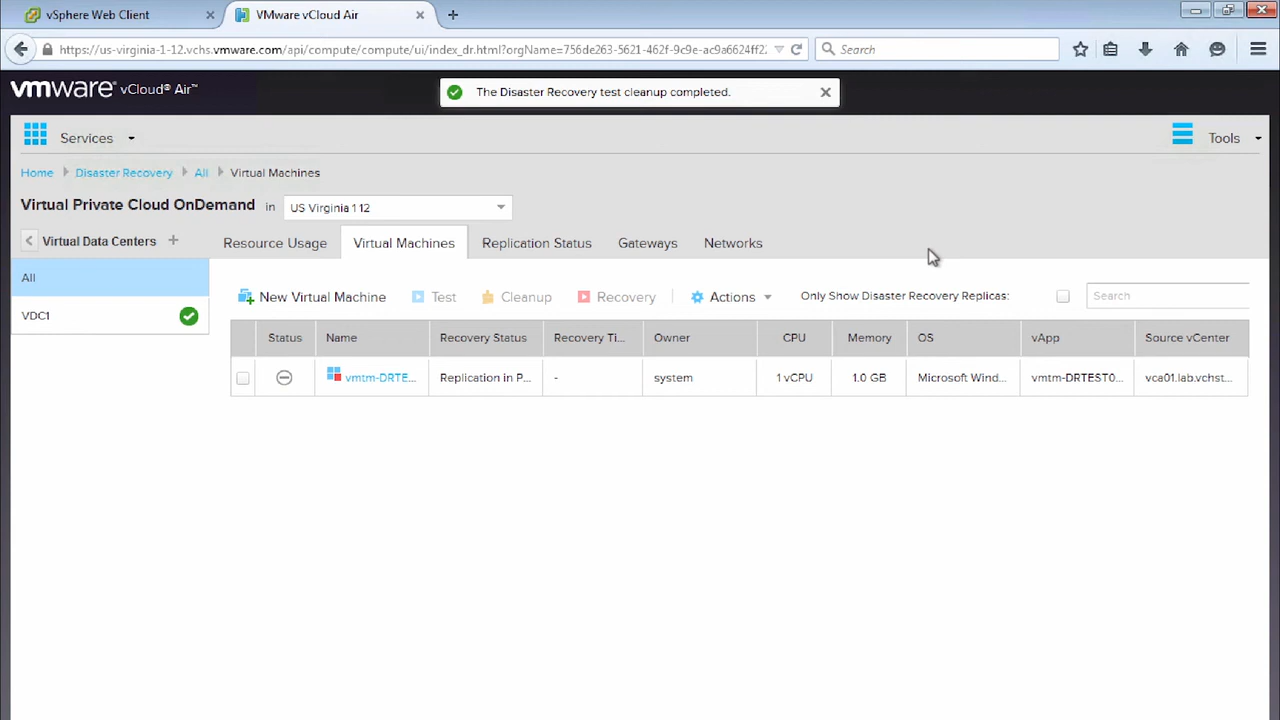 vSphere Web Client
VMware vCloud Air
https://us-virginia-1-12.vchs.vmware.com/api/compute/compute/ui/index_dr.html?orgName=756de263-5621-462f-9c9e-ac9a6624ff2
Search
vmware® vCloud® Air™
The Disaster Recovery test cleanup completed.
Services
Tools
Home Disaster Recovery All Virtual Machines
Virtual Private Cloud OnDemand in US Virginia 1 12
Virtual Data Centers +
Resource Usage Virtual Machines Replication Status Gateways Networks
All
VDC1
New Virtual Machine Test Cleanup Recovery Actions Only Show Disaster Recovery Replicas: Search
Status Name Recovery Status Recovery Ti... Owner CPU Memory OS vApp Source vCenter
vmtm-DRTE... Replication in P... - system 1 vCPU 1.0 GB Microsoft Wind... vmtm-DRTEST0... vca01.lab.vchst...